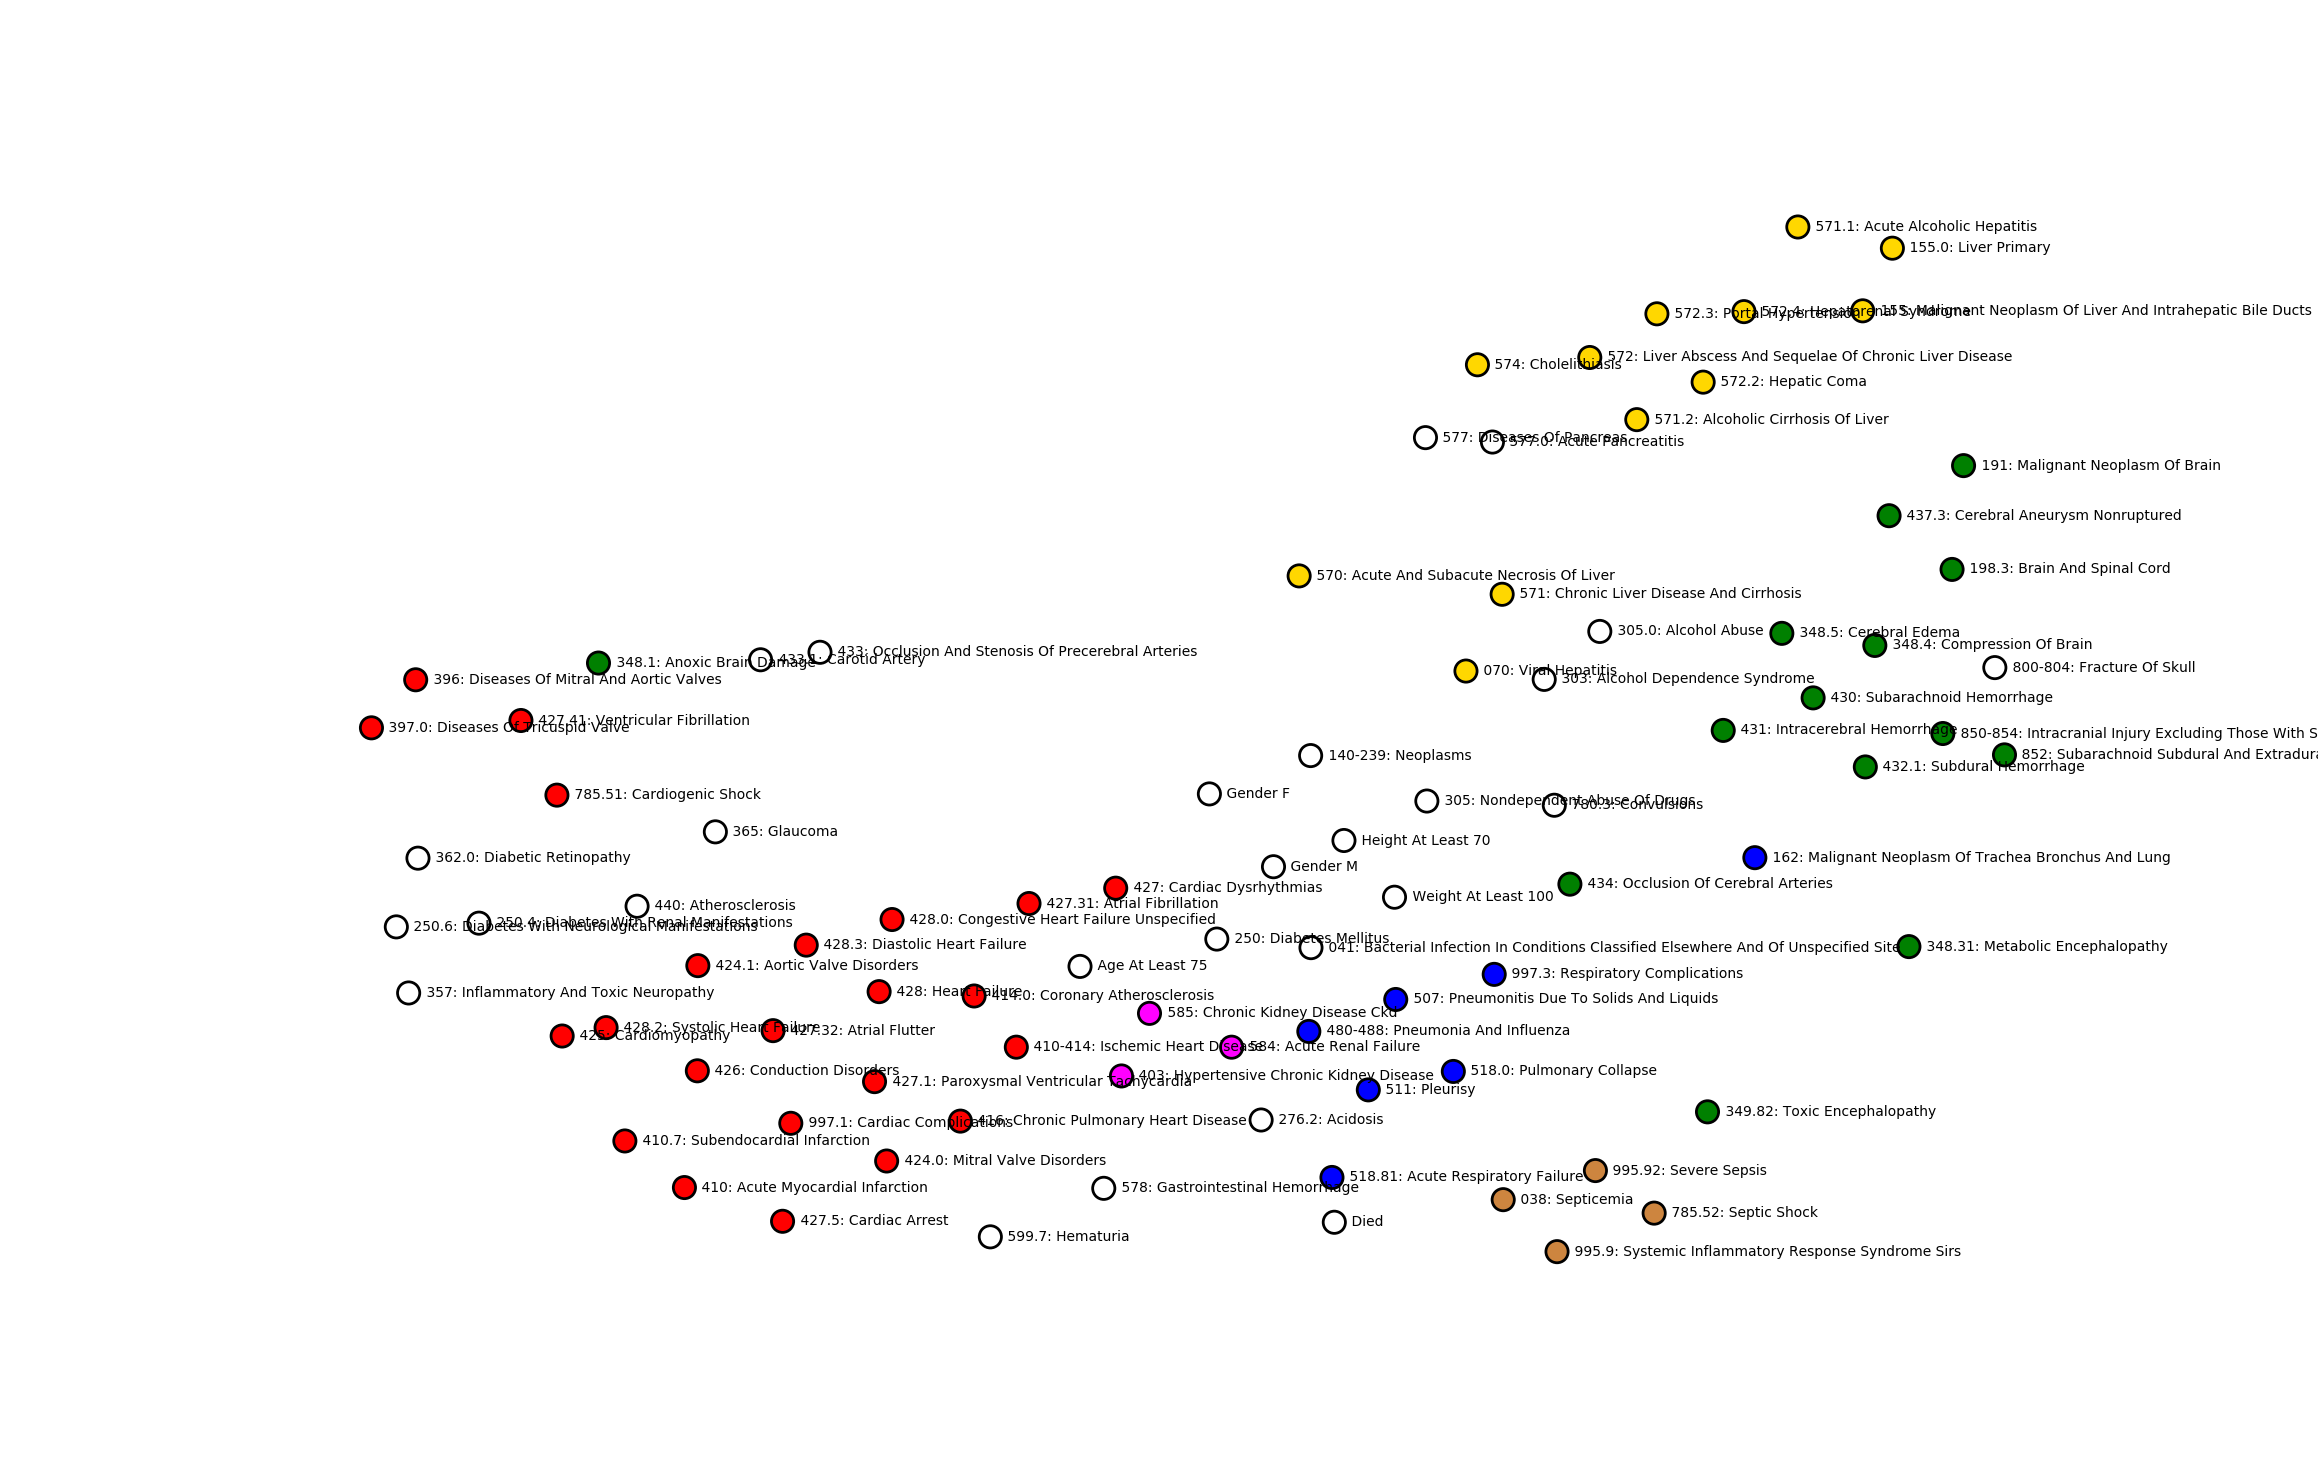 571.1: Acute Alcoholic Hepatitis
155.0: Liver Primary
572.3: Portal Hypertension
572.4: Hepatorenal Syndrome
155: Malignant Neoplasm Of Liver And Intrahepatic Bile Ducts
572: Liver Abscess And Sequelae Of Chronic Liver Disease
574: Cholelithiasis
572.2: Hepatic Coma
571.2: Alcoholic Cirrhosis Of Liver
577: Diseases Of Pancreas
577.0: Acute Pancreatitis
191: Malignant Neoplasm Of Brain
437.3: Cerebral Aneurysm Nonruptured
198.3: Brain And Spinal Cord
570: Acute And Subacute Necrosis Of Liver
571: Chronic Liver Disease And Cirrhosis
305.0: Alcohol Abuse
348.5: Cerebral Edema
348.4: Compression Of Brain
433: Occlusion And Stenosis Of Precerebral Arteries
433.1: Carotid Artery
348.1: Anoxic Brain Damage
800-804: Fracture Of Skull
070: Viral Hepatitis
303: Alcohol Dependence Syndrome
396: Diseases Of Mitral And Aortic Valves
430: Subarachnoid Hemorrhage
427.41: Ventricular Fibrillation
397.0: Diseases Of Tricuspid Valve
431: Intracerebral Hemorrhage
850-854: Intracranial Injury Excluding Those With S
852: Subarachnoid Subdural And Extradura
140-239: Neoplasms
432.1: Subdural Hemorrhage
Gender F
785.51: Cardiogenic Shock
305: Nondependent Abuse Of Drugs
780.3: Convulsions
365: Glaucoma
Height At Least 70
362.0: Diabetic Retinopathy
162: Malignant Neoplasm Of Trachea Bronchus And Lung
Gender M
434: Occlusion Of Cerebral Arteries
427: Cardiac Dysrhythmias
Weight At Least 100
427.31: Atrial Fibrillation
440: Atherosclerosis
428.0: Congestive Heart Failure Unspecified
250.4: Diabetes With Renal Manifestations
250.6: Diabetes With Neurological Manifestations
250: Diabetes Mellitus
428.3: Diastolic Heart Failure
041: Bacterial Infection In Conditions Classified Elsewhere And Of Unspecified Site
348.31: Metabolic Encephalopathy
424.1: Aortic Valve Disorders
Age At Least 75
997.3: Respiratory Complications
357: Inflammatory And Toxic Neuropathy
428: Heart Failure
414.0: Coronary Atherosclerosis
507: Pneumonitis Due To Solids And Liquids
585: Chronic Kidney Disease Ckd
428.2: Systolic Heart Failure
427.32: Atrial Flutter
480-488: Pneumonia And Influenza
425: Cardiomyopathy
410-414: Ischemic Heart Disease
584: Acute Renal Failure
426: Conduction Disorders
518.0: Pulmonary Collapse
403: Hypertensive Chronic Kidney Disease
427.1: Paroxysmal Ventricular Tachycardia
511: Pleurisy
349.82: Toxic Encephalopathy
416: Chronic Pulmonary Heart Disease
276.2: Acidosis
997.1: Cardiac Complications
410.7: Subendocardial Infarction
424.0: Mitral Valve Disorders
995.92: Severe Sepsis
518.81: Acute Respiratory Failure
410: Acute Myocardial Infarction
578: Gastrointestinal Hemorrhage
038: Septicemia
785.52: Septic Shock
427.5: Cardiac Arrest
Died
599.7: Hematuria
995.9: Systemic Inflammatory Response Syndrome Sirs